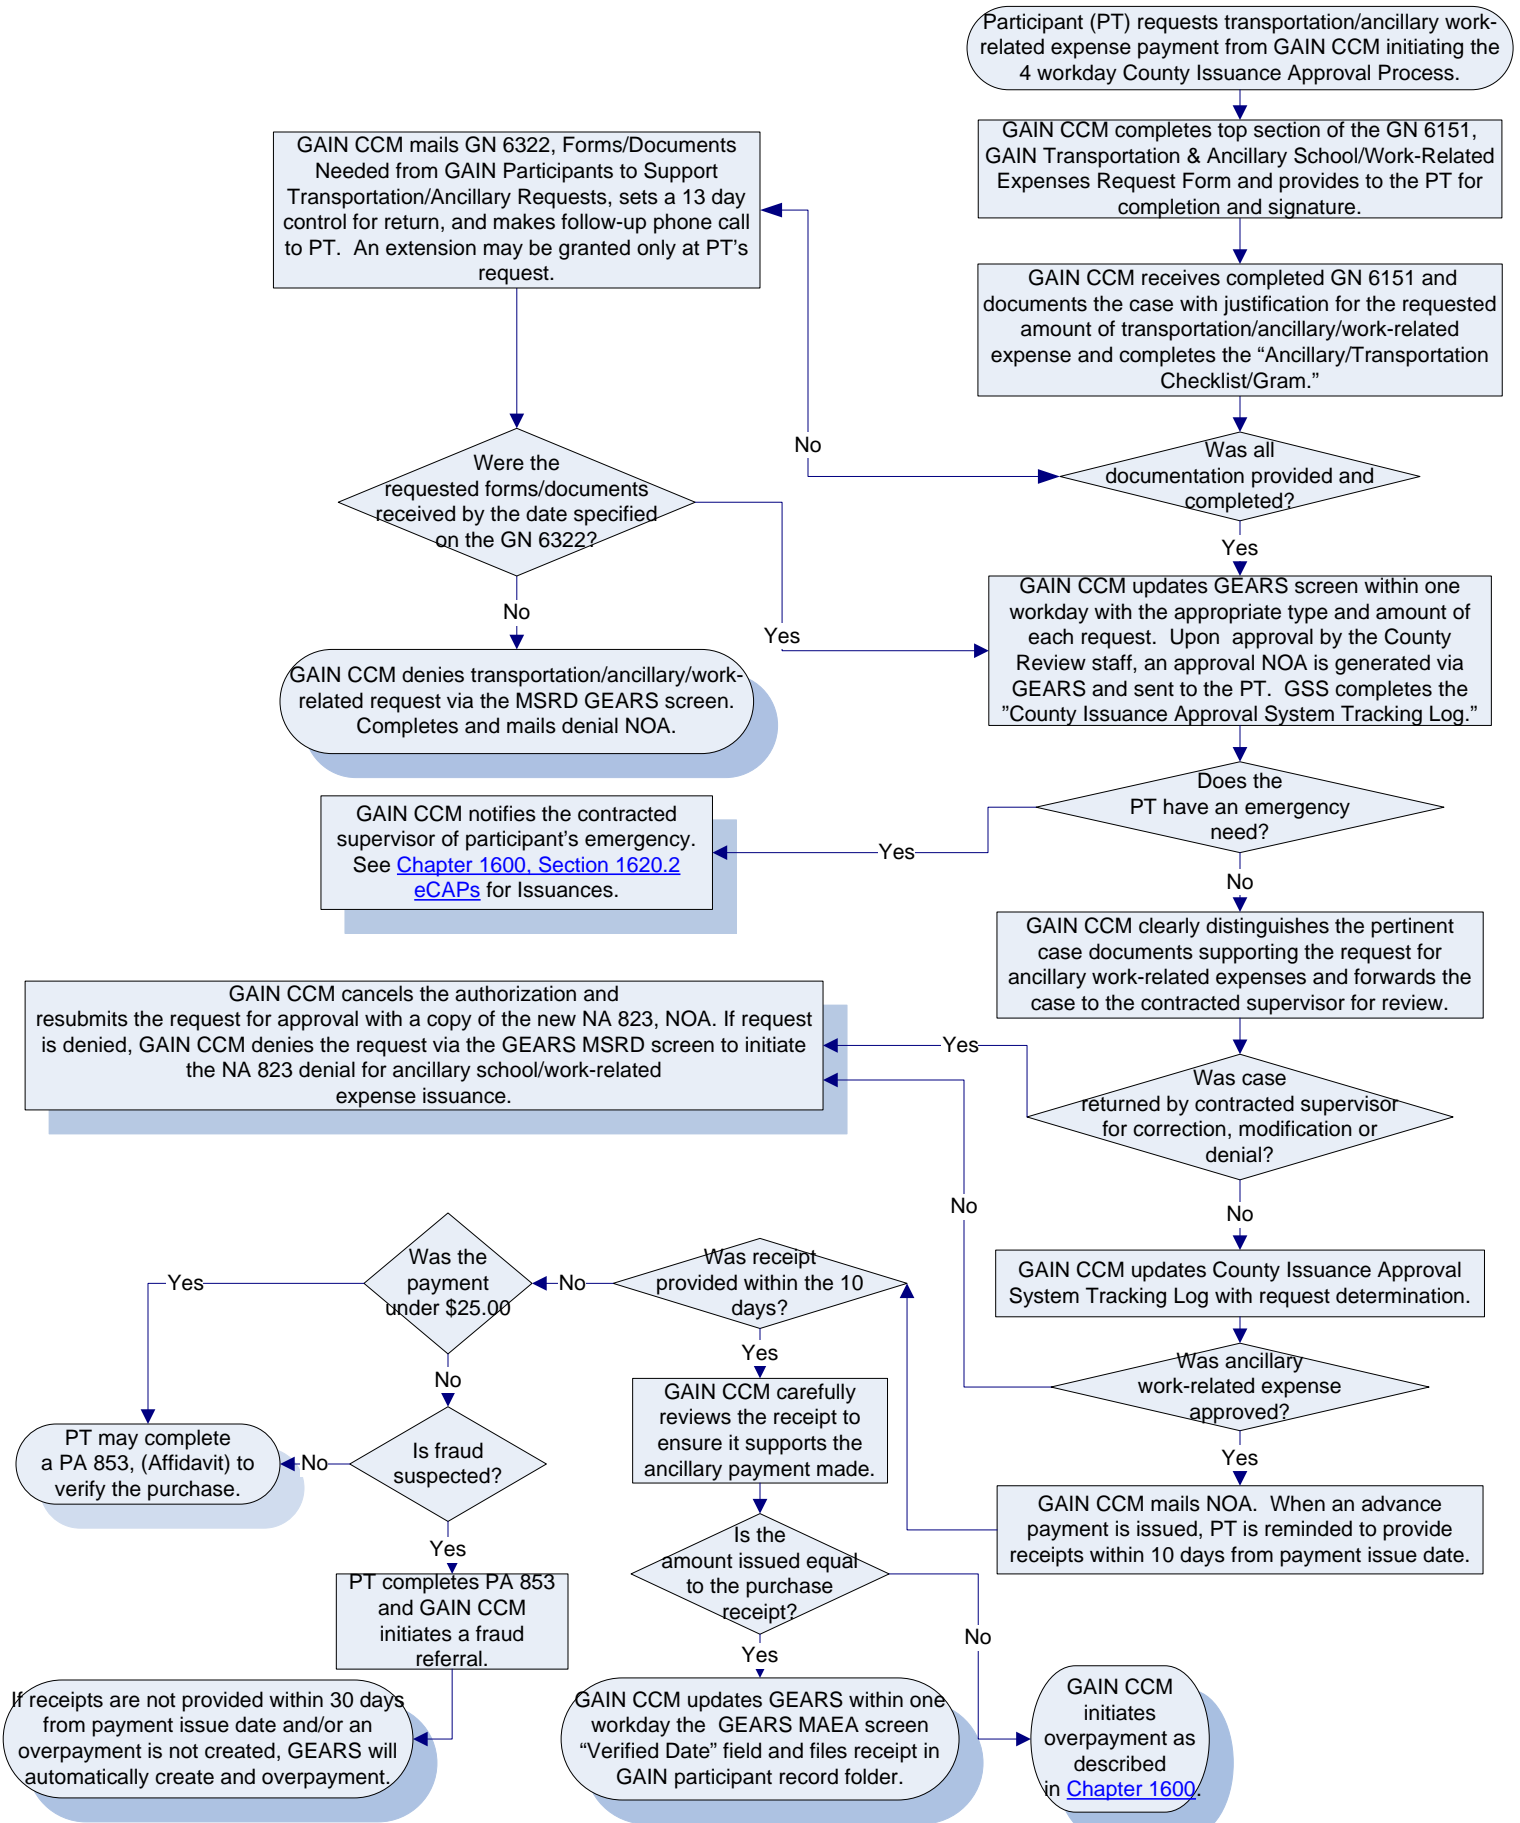 Participant (PT) requests transportation/ancillary work-
related expense payment from GAIN CCM initiating the
4 workday County Issuance Approval Process.
GAIN CCM completes top section of the GN 6151,
GAIN Transportation & Ancillary School/Work-Related
Expenses Request Form and provides to the PT for
completion and signature.
GAIN CCM receives completed GN 6151 and
documents the case with justification for the requested
amount of transportation/ancillary/work-related
expense and completes the “Ancillary/Transportation
Checklist/Gram.”
Was all
documentation provided and
completed?
No
GAIN CCM mails GN 6322, Forms/Documents
Needed from GAIN Participants to Support
Transportation/Ancillary Requests, sets a 13 day
control for return, and makes follow-up phone call
to PT.  An extension may be granted only at PT’s
request.
Were the
requested forms/documents
received by the date specified
on the GN 6322?
No
GAIN CCM denies transportation/ancillary/work-
related request via the MSRD GEARS screen.
Completes and mails denial NOA.
Yes
Yes
GAIN CCM updates GEARS screen within one
workday with the appropriate type and amount of
each request.  Upon  approval by the County
Review staff, an approval NOA is generated via
GEARS and sent to the PT.  GSS completes the
”County Issuance Approval System Tracking Log.”
Does the
PT have an emergency
need?
Yes
GAIN CCM notifies the contracted
supervisor of participant’s emergency.
See Chapter 1600, Section 1620.2
eCAPs for Issuances.
No
GAIN CCM clearly distinguishes the pertinent
case documents supporting the request for
ancillary work-related expenses and forwards the
case to the contracted supervisor for review.
Was case
returned by contracted supervisor
for correction, modification or
denial?
Yes
GAIN CCM cancels the authorization and
resubmits the request for approval with a copy of the new NA 823, NOA. If request
is denied, GAIN CCM denies the request via the GEARS MSRD screen to initiate
the NA 823 denial for ancillary school/work-related
expense issuance.
No
GAIN CCM updates County Issuance Approval
System Tracking Log with request determination.
Was ancillary
work-related expense
approved?
No
Yes
GAIN CCM mails NOA.  When an advance
payment is issued, PT is reminded to provide
receipts within 10 days from payment issue date.
Was receipt
provided within the 10
days?
No
Was the
payment
under $25.00
Yes
PT may complete
a PA 853, (Affidavit) to
verify the purchase.
No
Is fraud
suspected?
No
Yes
PT completes PA 853
and GAIN CCM
initiates a fraud
referral.
If receipts are not provided within 30 days
from payment issue date and/or an
overpayment is not created, GEARS will
automatically create and overpayment.
Yes
GAIN CCM carefully
reviews the receipt to
ensure it supports the
ancillary payment made.
Is the
amount issued equal
to the purchase
receipt?
Yes
GAIN CCM updates GEARS within one
workday the  GEARS MAEA screen
“Verified Date” field and files receipt in
GAIN participant record folder.
No
GAIN CCM
initiates
overpayment as
described
in Chapter 1600.